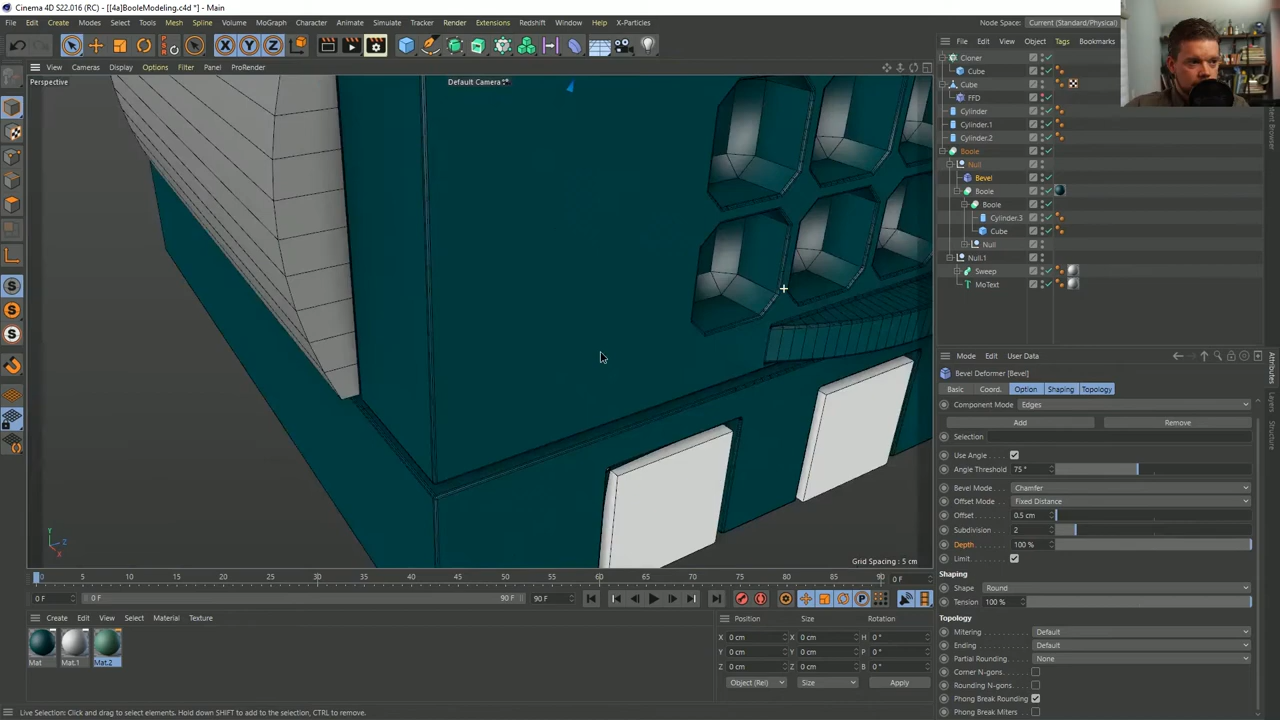 Cinema 4D S22.016 (RC) - [[4a]BooleModeling.c4d *] - Main
File Edit Create Modes Select Tools Mesh Spline Volume MoGraph Character Animate Simulate Tracker Render Extensions Redshift Window Help X-Particles
Node Space: Current (Standard/Physical)
View Cameras Display Options Filter Panel ProRender
Perspective
Default Camera
Grid Spacing : 5 cm
File Edit View Object Tags Bookmarks
Cloner
Cube
Cube
FFD
Cylinder
Cylinder.1
Cylinder.2
Boole
Null
Bevel
Boole
Boole
Cylinder.3
Cube
Null
Null.1
Sweep
MoText
Mode Edit User Data
Bevel Deformer [Bevel]
Basic Coord. Option Shaping Topology
Component Mode Edges
Add Remove
Selection
Use Angle
Angle Threshold 75 °
Bevel Mode Chamfer
Offset Mode Fixed Distance
Offset 0.5 cm
Subdivision 2
Depth 100 %
Limit
Shaping
Shape Round
Tension 100 %
Topology
Mitering Default
Ending Default
Partial Rounding None
Corner N-gons
Rounding N-gons
Phong Break Rounding
Phong Break Miters
Attributes
Layers
Structure
0 5 10 15 20 25 30 35 40 45 50 55 60 65 70 75 80 85 90 0 F
0 F 0 F 90 F 90 F
Create Edit View Select Material Texture
Mat Mat.1 Mat.2
Position Size Rotation
X 0 cm X 0 cm H 0 °
Y 0 cm Y 0 cm P 0 °
Z 0 cm Z 0 cm B 0 °
Object (Rel) Size Apply
Live Selection: Click and drag to select elements. Hold down SHIFT to add to the selection, CTRL to remove.